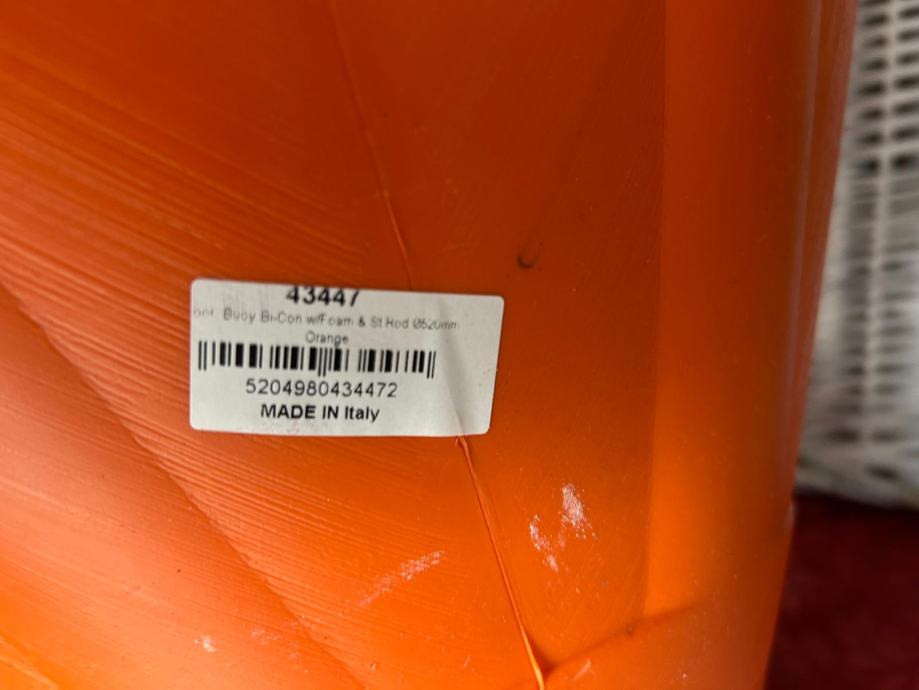 43447
Buoy Bi-Con w/Foam & St Rod Ø520mm
Orange
5204980434472
MADE IN Italy